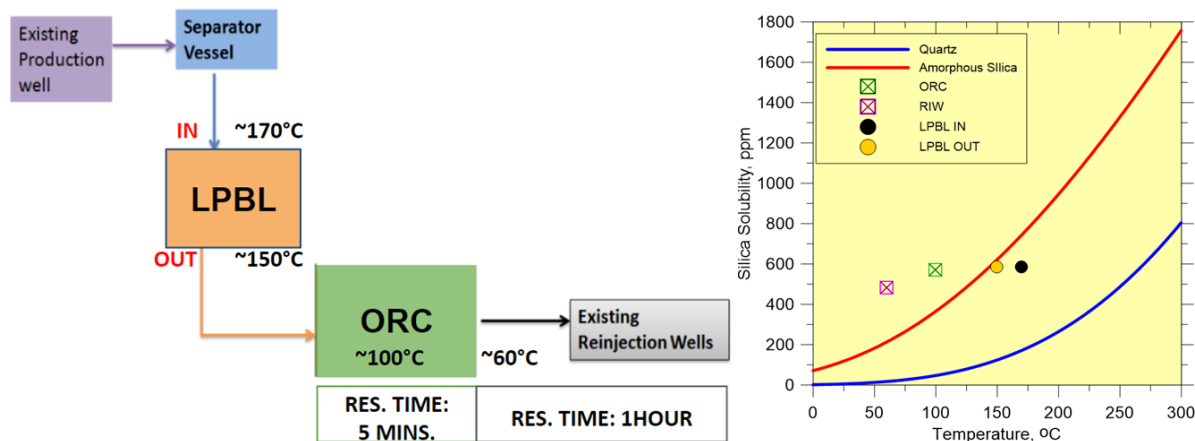 Existing
Production
well
Separator
Vessel
IN
~170°C
LPBL
OUT
~150°C
ORC
~100°C
~60°C
Existing
Reinjection Wells
RES. TIME:
5 MINS.
RES. TIME: 1HOUR
Silica Solubility, ppm
1800
1600
1400
1200
1000
800
600
400
200
0
Quartz
Amorphous SIlica
ORC
RIW
LPBL IN
LPBL OUT
0
50
100
150
200
250
300
Temperature, ºC